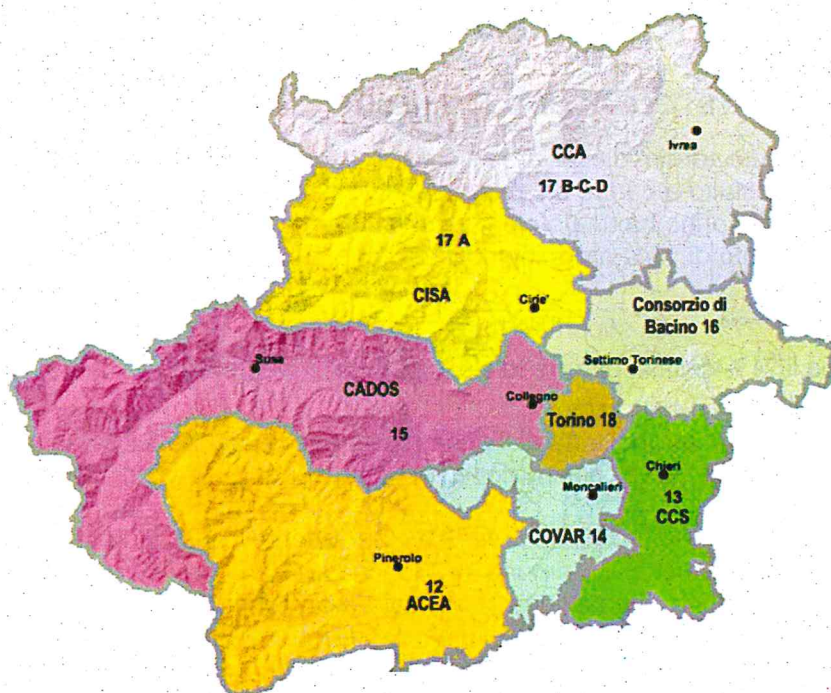 Ivrea
CCA
17 B-C-D
17 A
CISA
Cirie'
Consorzio di
Bacino 16
Settimo Torinese
Susa
CADOS
15
Collegno
Torino 18
Chieri
13
CCS
Moncalieri
COVAR 14
Pinerolo
12
ACEA